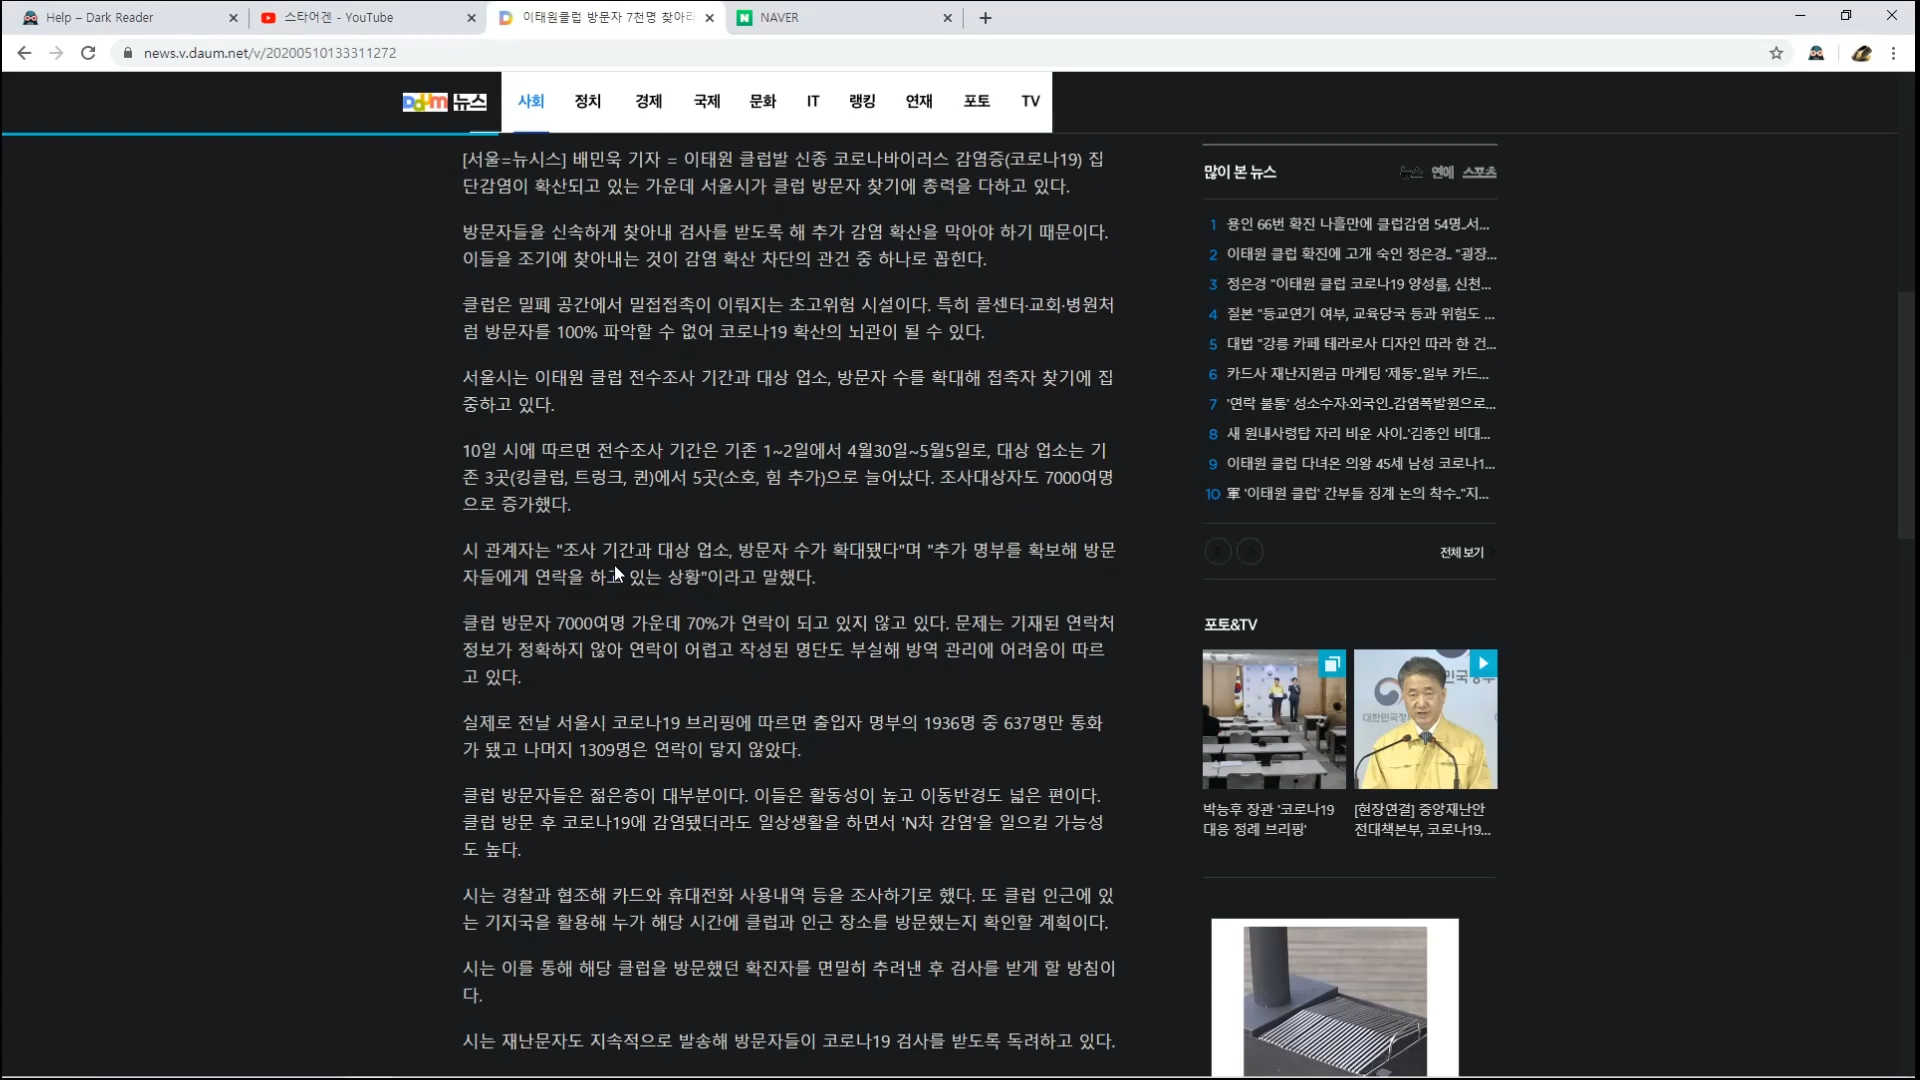 Help – Dark Reader
스타어겐 - YouTube
이태원클럽 방문자 7천명 찾아라
NAVER
news.v.daum.net/v/20200510133311272
Daum 뉴스
사회 정치 경제 국제 문화 IT 랭킹 연재 포토 TV
[서울=뉴시스] 배민욱 기자 = 이태원 클럽발 신종 코로나바이러스 감염증(코로나19) 집
단감염이 확산되고 있는 가운데 서울시가 클럽 방문자 찾기에 총력을 다하고 있다.
방문자들을 신속하게 찾아내 검사를 받도록 해 추가 감염 확산을 막아야 하기 때문이다.
이들을 조기에 찾아내는 것이 감염 확산 차단의 관건 중 하나로 꼽힌다.
클럽은 밀폐 공간에서 밀접접촉이 이뤄지는 초고위험 시설이다. 특히 콜센터·교회·병원처
럼 방문자를 100% 파악할 수 없어 코로나19 확산의 뇌관이 될 수 있다.
서울시는 이태원 클럽 전수조사 기간과 대상 업소, 방문자 수를 확대해 접촉자 찾기에 집
중하고 있다.
10일 시에 따르면 전수조사 기간은 기존 1~2일에서 4월30일~5월5일로, 대상 업소는 기
존 3곳(킹클럽, 트렁크, 퀸)에서 5곳(소호, 힘 추가)으로 늘어났다. 조사대상자도 7000여명
으로 증가했다.
시 관계자는 "조사 기간과 대상 업소, 방문자 수가 확대됐다"며 "추가 명부를 확보해 방문
자들에게 연락을 하고 있는 상황"이라고 말했다.
클럽 방문자 7000여명 가운데 70%가 연락이 되고 있지 않고 있다. 문제는 기재된 연락처
정보가 정확하지 않아 연락이 어렵고 작성된 명단도 부실해 방역 관리에 어려움이 따르
고 있다.
실제로 전날 서울시 코로나19 브리핑에 따르면 출입자 명부의 1936명 중 637명만 통화
가 됐고 나머지 1309명은 연락이 닿지 않았다.
클럽 방문자들은 젊은층이 대부분이다. 이들은 활동성이 높고 이동반경도 넓은 편이다.
클럽 방문 후 코로나19에 감염됐더라도 일상생활을 하면서 'N차 감염'을 일으킬 가능성
도 높다.
시는 경찰과 협조해 카드와 휴대전화 사용내역 등을 조사하기로 했다. 또 클럽 인근에 있
는 기지국을 활용해 누가 해당 시간에 클럽과 인근 장소를 방문했는지 확인할 계획이다.
시는 이를 통해 해당 클럽을 방문했던 확진자를 면밀히 추려낸 후 검사를 받게 할 방침이
다.
시는 재난문자도 지속적으로 발송해 방문자들이 코로나19 검사를 받도록 독려하고 있다.
많이 본 뉴스 뉴스 연예 스포츠
1 용인 66번 확진 나흘만에 클럽감염 54명..서...
2 이태원 클럽 확진에 고개 숙인 정은경.. "굉장...
3 정은경 "이태원 클럽 코로나19 양성률, 신천...
4 질본 "등교연기 여부, 교육당국 등과 위험도 ...
5 대법 "강릉 카페 테라로사 디자인 따라 한 건...
6 카드사 재난지원금 마케팅 '제동'..일부 카드...
7 '연락 불통' 성소수자·외국인..감염폭발원으로...
8 새 원내사령탑 자리 비운 사이..'김종인 비대...
9 이태원 클럽 다녀온 의왕 45세 남성 코로나1...
10 軍 '이태원 클럽' 간부들 징계 논의 착수.."지...
전체 보기
포토&TV
민국정부
대한민국정
박능후 장관 '코로나19
대응 정례 브리핑'
[현장연결] 중앙재난안
전대책본부, 코로나19...